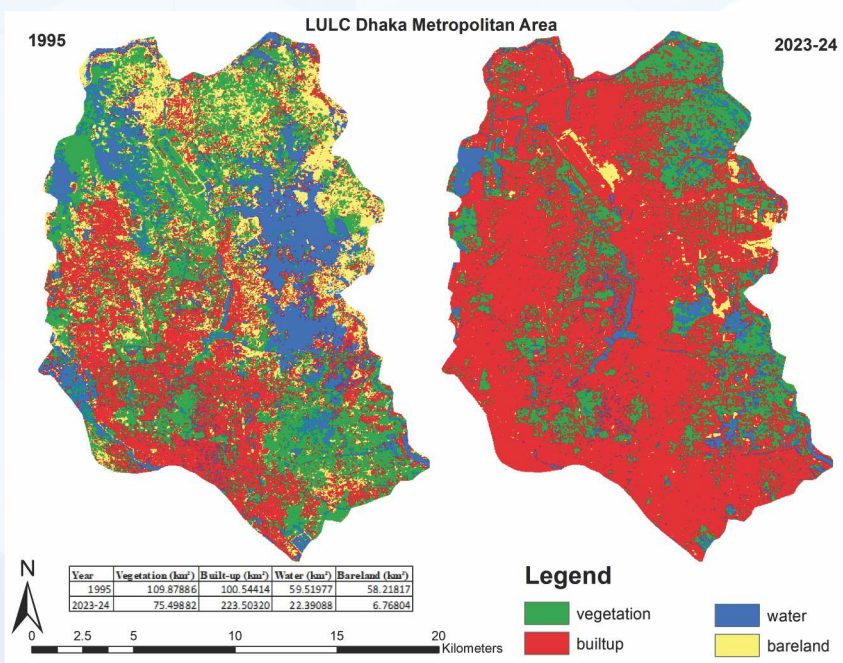 LULC Dhaka Metropolitan Area
1995
2023-24
N
Year Vegetation (km²) Built-up (km²) Water (km²) Bareland (km²)
1995 109.87886 100.54414 59.51977 58.21817
2023-24 75.49882 223.50320 22.39088 6.76804
0 2.5 5 10 15 20
Kilometers
Legend
vegetation
water
builtup
bareland